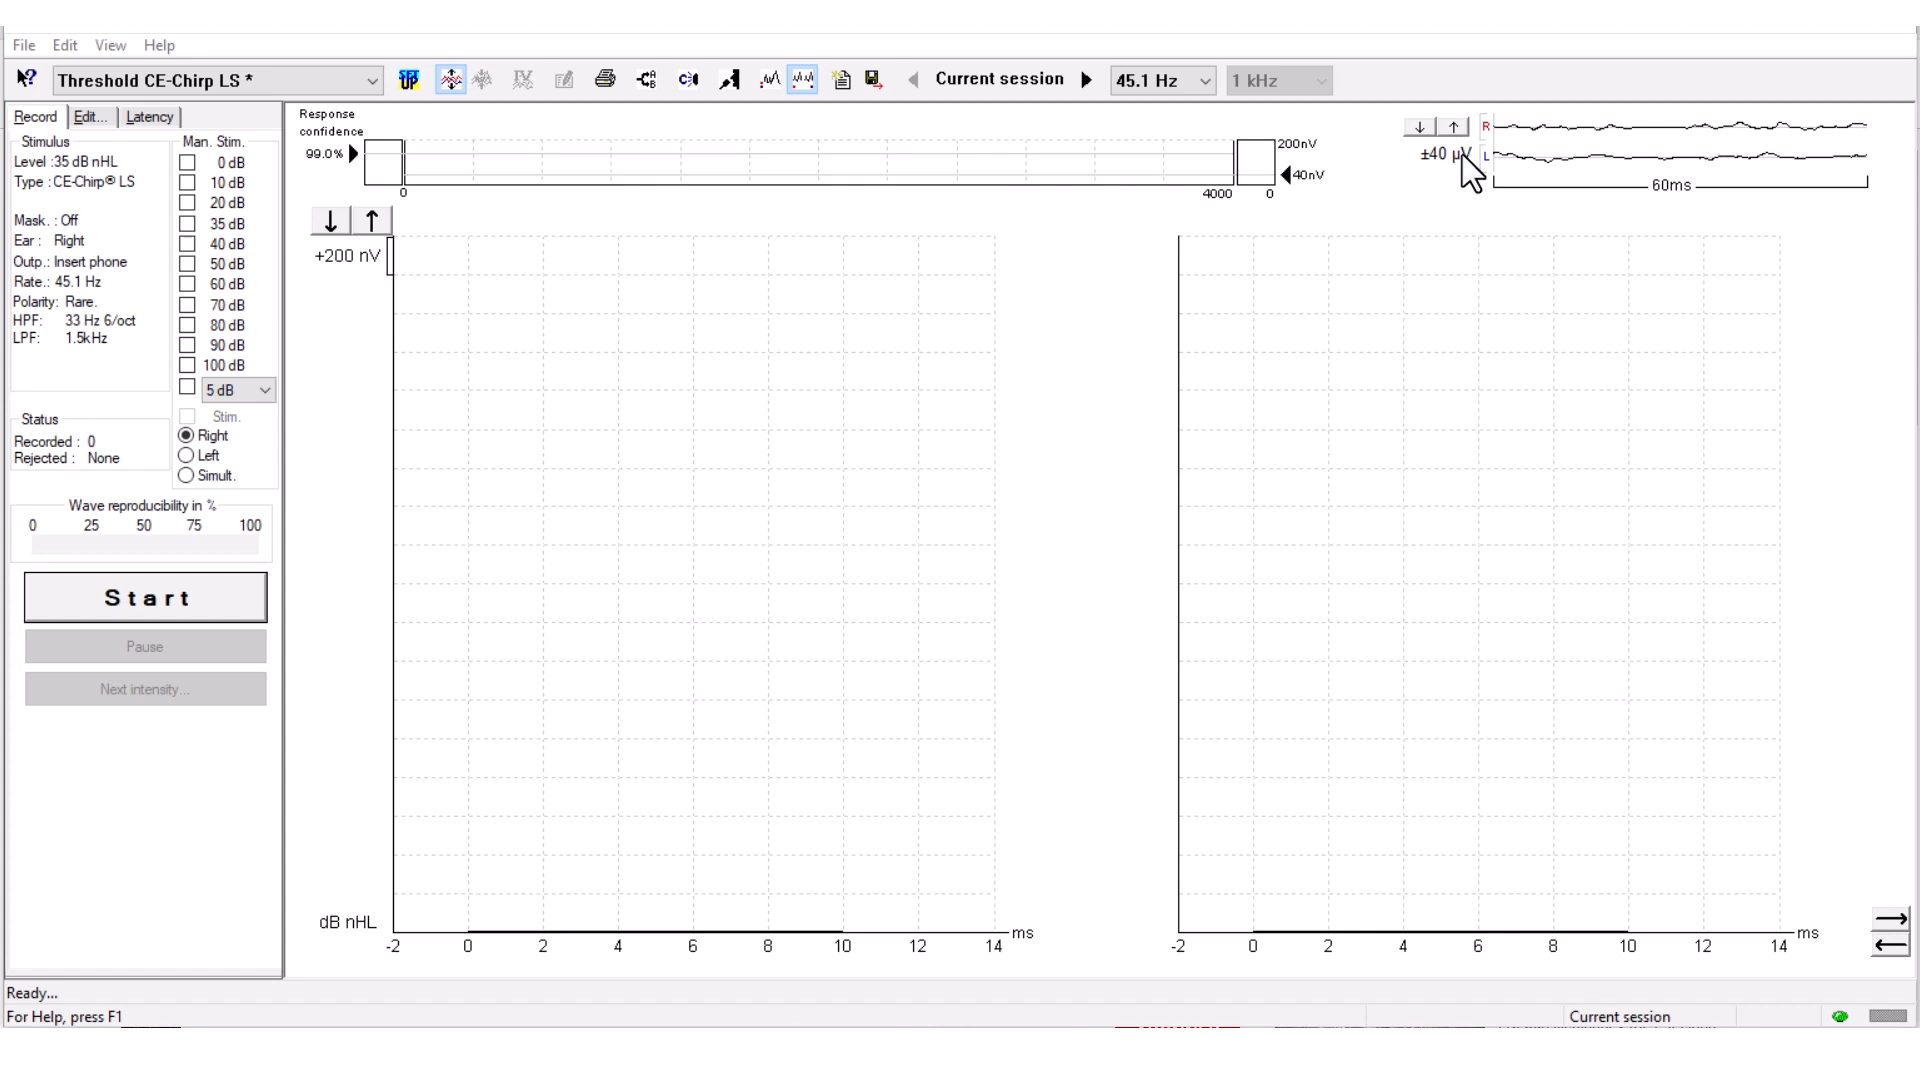 File Edit View Help
Threshold CE-Chirp LS *
SET UP
Current session
45.1 Hz
1 kHz
Record Edit... Latency
Stimulus
Level :35 dB nHL
Type : CE-Chirp® LS
Mask. : Off
Ear : Right
Outp.: Insert phone
Rate.: 45.1 Hz
Polarity: Rare.
HPF: 33 Hz 6/oct
LPF: 1.5kHz
Man. Stim.
0 dB
10 dB
20 dB
35 dB
40 dB
50 dB
60 dB
70 dB
80 dB
90 dB
100 dB
5 dB
Stim.
Right
Left
Simult.
Status
Recorded : 0
Rejected : None
Wave reproducibility in %
0 25 50 75 100
Start
Pause
Next intensity...
Response
confidence
99.0%
0 4000 0
200nV
40nV
±40 µV
R
L
60ms
+200 nV
dB nHL
-2 0 2 4 6 8 10 12 14 ms
-2 0 2 4 6 8 10 12 14 ms
Ready...
For Help, press F1
Current session